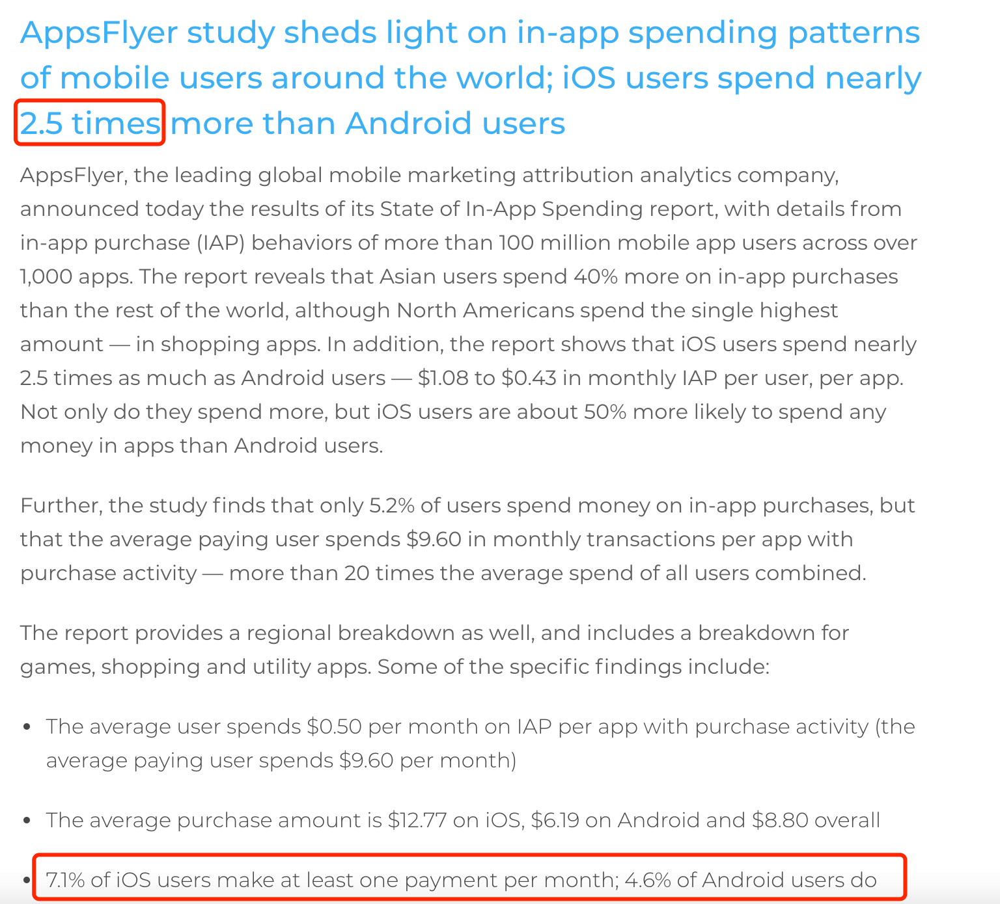 AppsFlyer study sheds light on in-app spending patterns
of mobile users around the world; iOS users spend nearly
2.5 times more than Android users
AppsFlyer, the leading global mobile marketing attribution analytics company,
announced today the results of its State of In-App Spending report, with details from
in-app purchase (IAP) behaviors of more than 100 million mobile app users across over
1,000 apps. The report reveals that Asian users spend 40% more on in-app purchases
than the rest of the world, although North Americans spend the single highest
amount — in shopping apps. In addition, the report shows that iOS users spend nearly
2.5 times as much as Android users — $1.08 to $0.43 in monthly IAP per user, per app.
Not only do they spend more, but iOS users are about 50% more likely to spend any
money in apps than Android users.
Further, the study finds that only 5.2% of users spend money on in-app purchases, but
that the average paying user spends $9.60 in monthly transactions per app with
purchase activity — more than 20 times the average spend of all users combined.
The report provides a regional breakdown as well, and includes a breakdown for
games, shopping and utility apps. Some of the specific findings include:
• The average user spends $0.50 per month on IAP per app with purchase activity (the
average paying user spends $9.60 per month)
• The average purchase amount is $12.77 on iOS, $6.19 on Android and $8.80 overall
• 7.1% of iOS users make at least one payment per month; 4.6% of Android users do